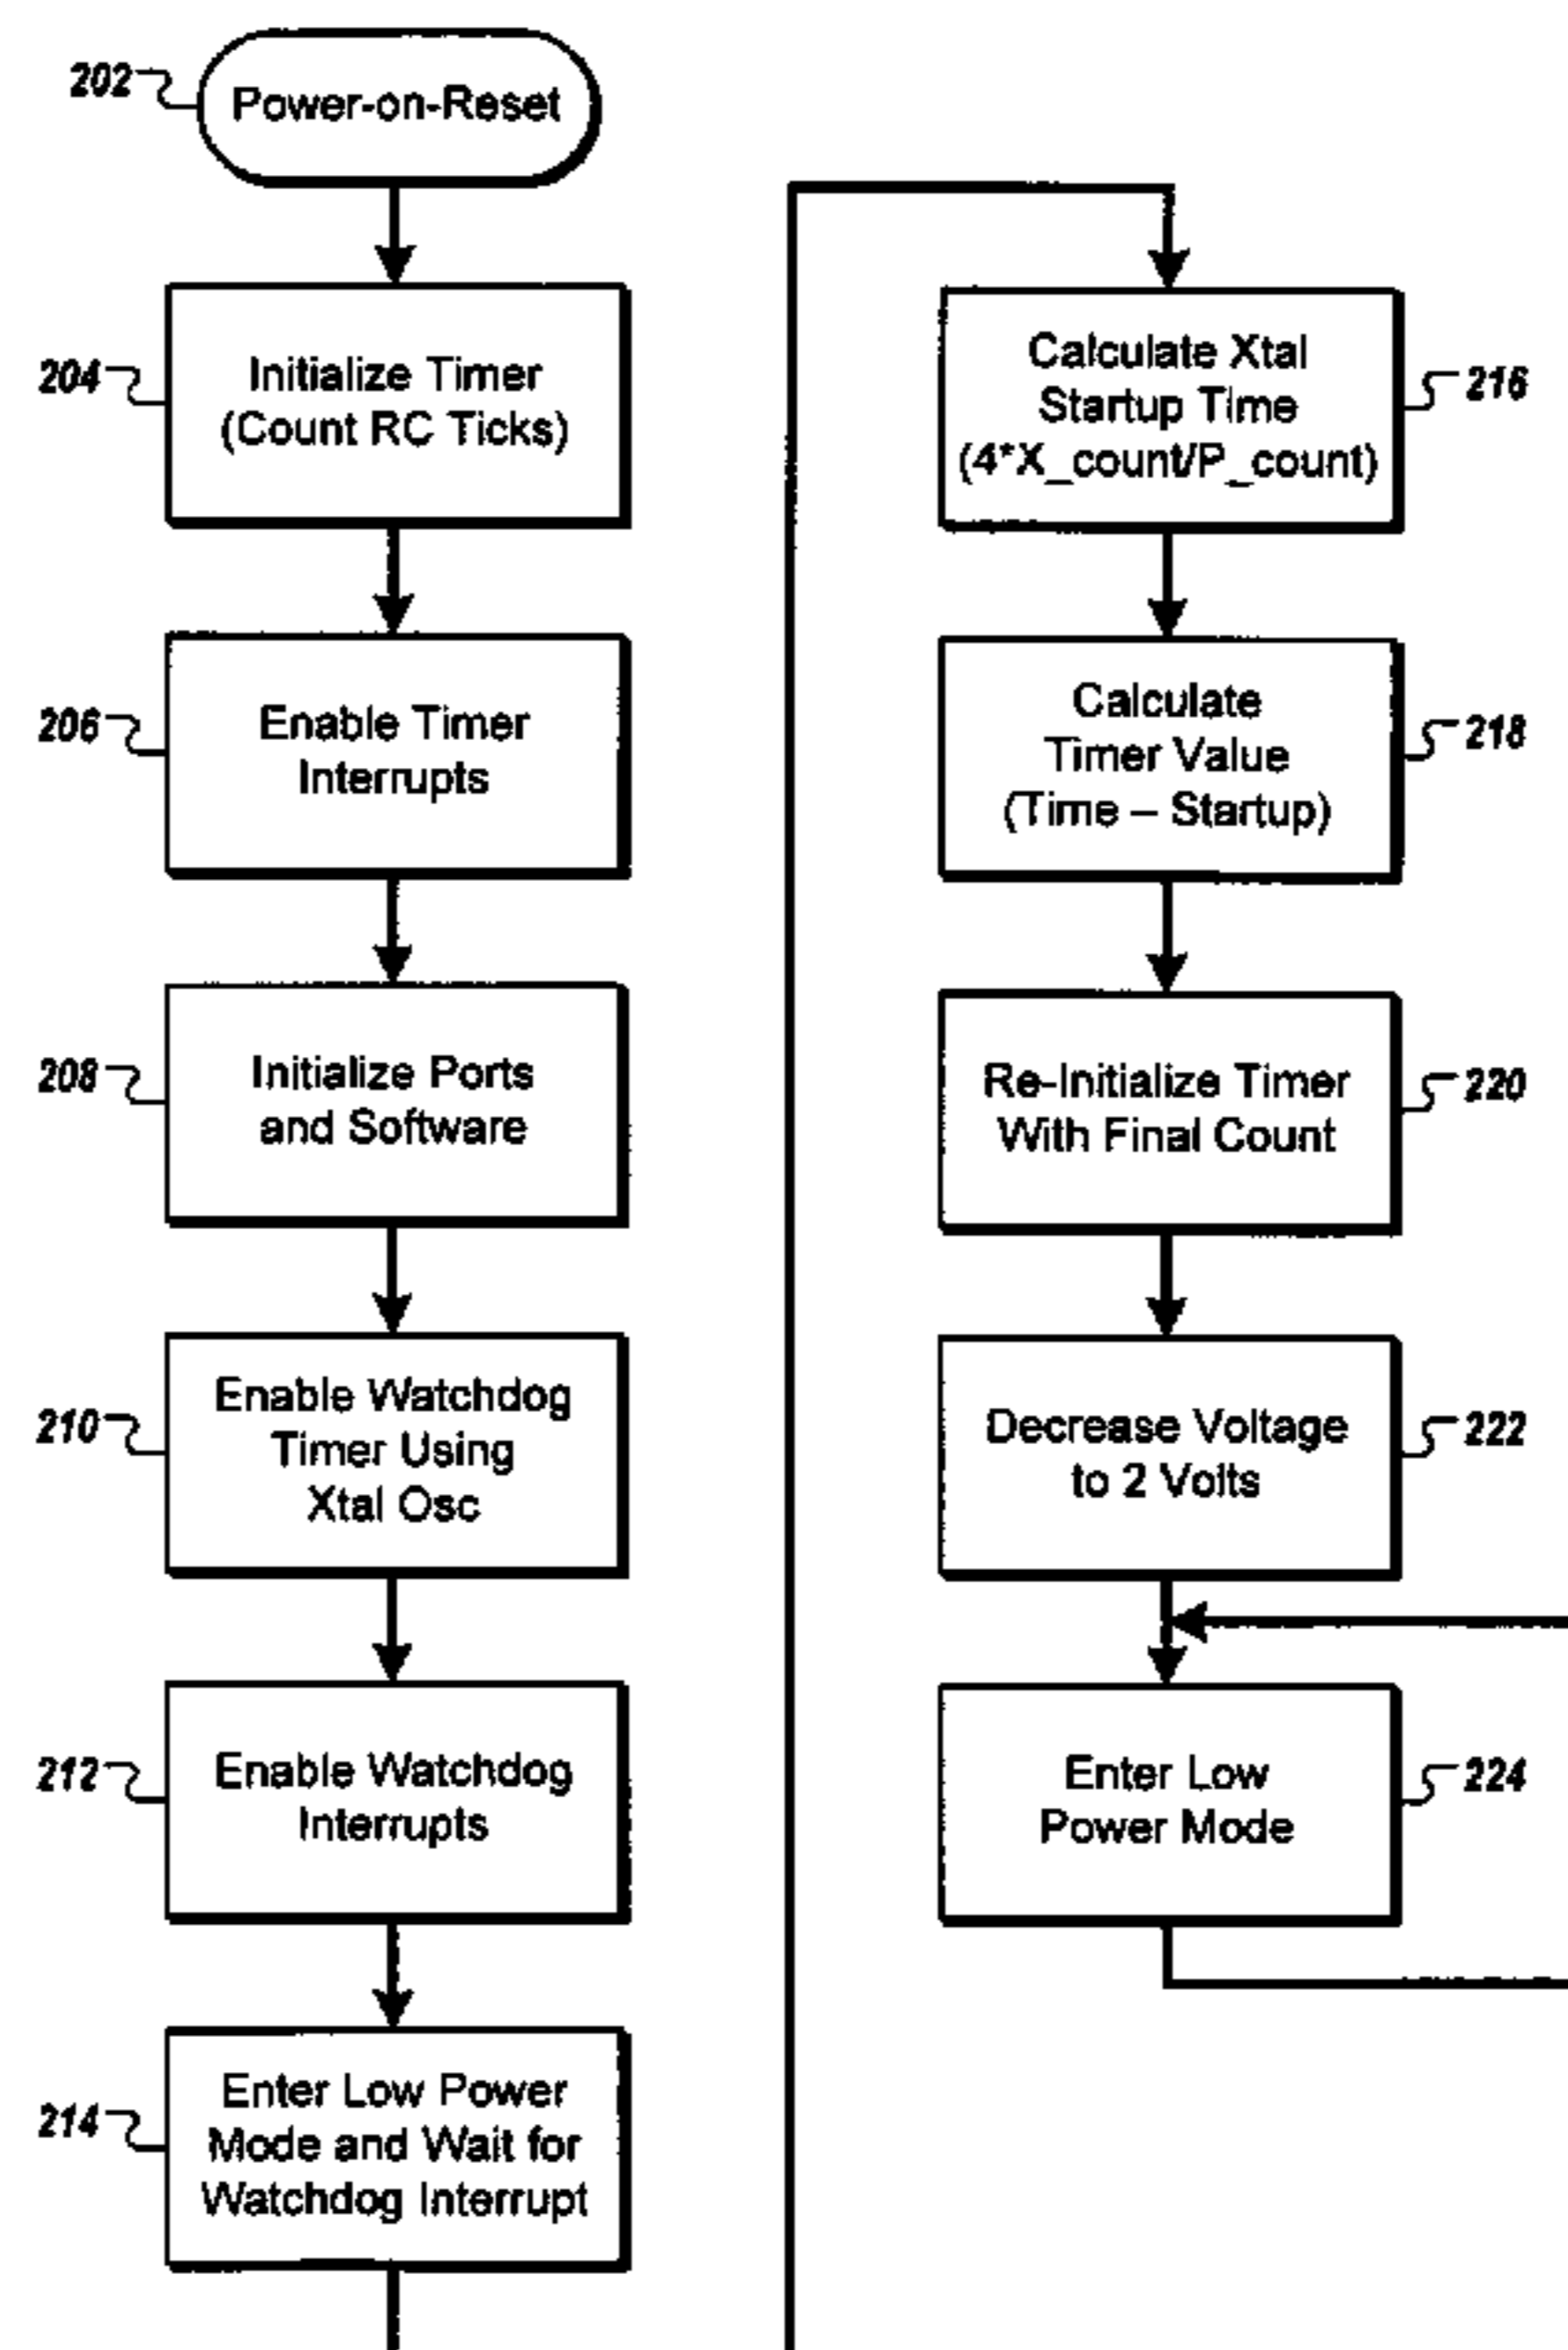 202
Power-on-Reset
204
Initialize Timer
(Count RC Ticks)
206
Enable Timer
Interrupts
208
Initialize Ports
and Software
210
Enable Watchdog
Timer Using
Xtal Osc
212
Enable Watchdog
Interrupts
214
Enter Low Power
Mode and Wait for
Watchdog Interrupt
Calculate Xtal
Startup Time
(4*X_count/P_count)
216
Calculate
Timer Value
(Time – Startup)
218
Re-Initialize Timer
With Final Count
220
Decrease Voltage
to 2 Volts
222
Enter Low
Power Mode
224